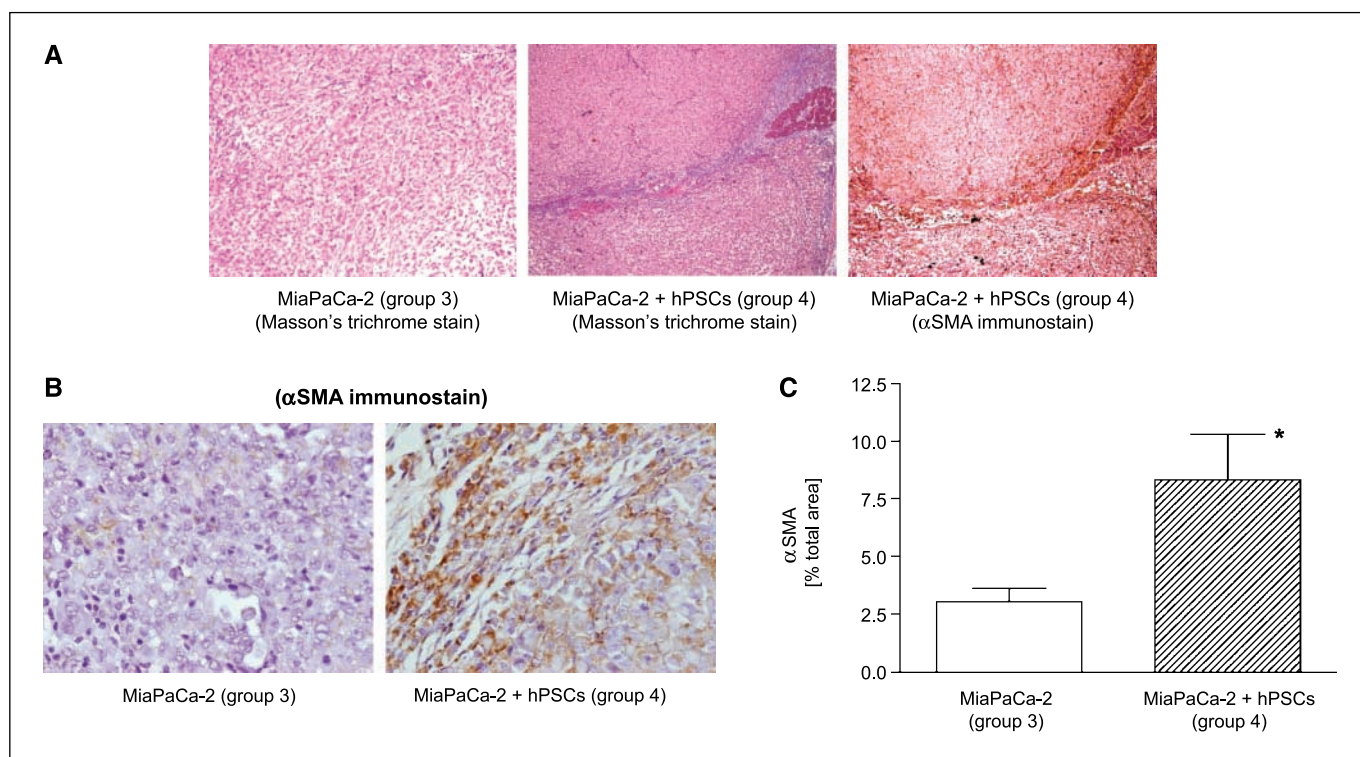 A
MiaPaCa-2 (group 3)
(Masson's trichrome stain)
MiaPaCa-2 + hPSCs (group 4)
(Masson's trichrome stain)
MiaPaCa-2 + hPSCs (group 4)
(αSMA immunostain)
B
(αSMA immunostain)
MiaPaCa-2 (group 3)
MiaPaCa-2 + hPSCs (group 4)
C
αSMA
[% total area]
12.5
10.0
7.5
5.0
2.5
0.0
*
MiaPaCa-2
(group 3)
MiaPaCa-2 + hPSCs
(group 4)